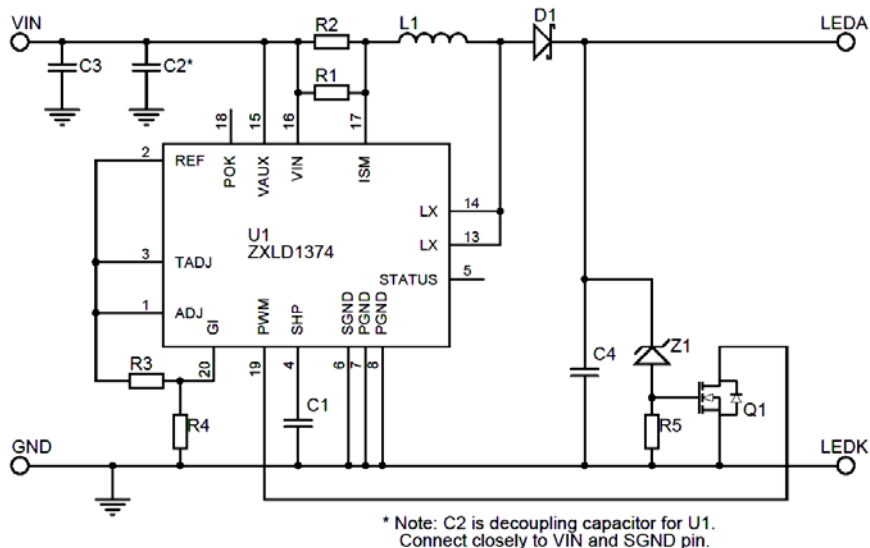 VIN
R2
L1
D1
LEDA
C3
C2*
R1
18
15
16
17
2
REF
POK
VAUX
VIN
ISM
LX
14
U1
ZXLD1374
LX
13
3
TADJ
STATUS
5
1
ADJ
GI
PWM
SHP
SGND
PGND
PGND
20
19
4
6
7
8
R3
C4
Z1
R4
C1
R5
Q1
GND
LEDK
* Note: C2 is decoupling capacitor for U1.
Connect closely to VIN and SGND pin.